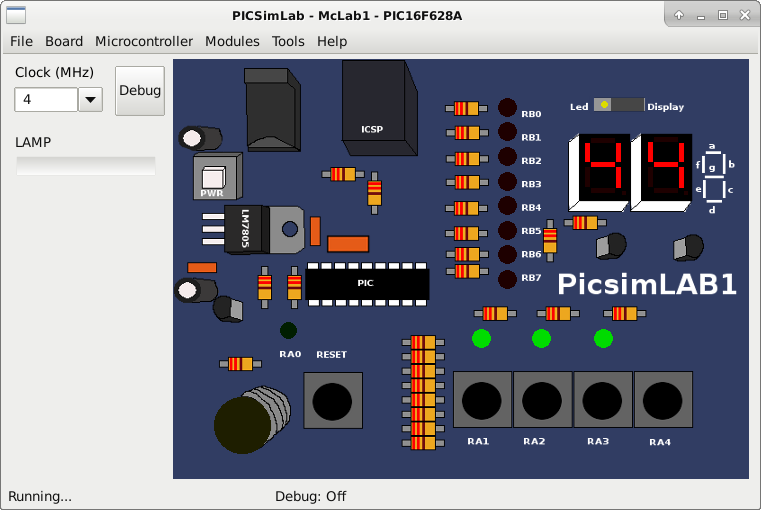 PICSimLab - McLab1 - PIC16F628A
File Board Microcontroller Modules Tools Help
Clock (MHz)
4
Debug
LAMP
ICSP
PWR
LM7805
PIC
RA0
RESET
RB0
RB1
RB2
RB3
RB4
RB5
RB6
RB7
Led Display
44
a
f g b
e c
d
PicsimLAB1
RA1 RA2 RA3 RA4
Running... Debug: Off